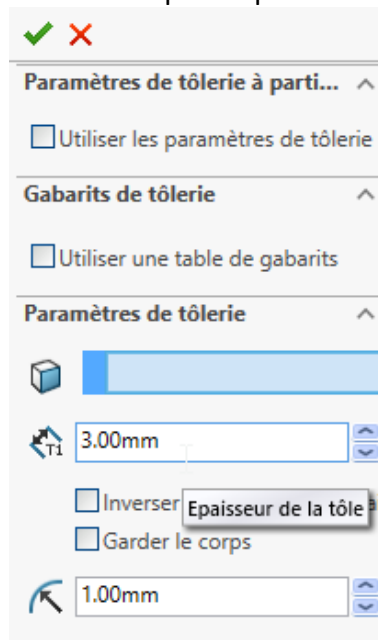 Paramètres de tôlerie à parti...
Utiliser les paramètres de tôlerie
Gabarits de tôlerie
Utiliser une table de gabarits
Paramètres de tôlerie
T1
3.00mm
Inverser
Epaisseur de la tôle
Garder le corps
1.00mm